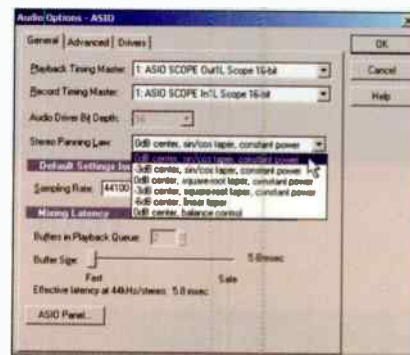 Audio Options - ASIO
General
Advanced
Drivers
OK
Cancel
Help
Playback Timing Master: 1: ASIO SCOPE Out1L Scope 16-bit
Record Timing Master: 1: ASIO SCOPE In1L Scope 16-bit
Audio Driver Bit Depth: 16
Stereo Panning Law: 0dB center, sin/cos taper, constant power
0dB center, sin/cos taper, constant power
-3dB center, sin/cos taper, constant power
0dB center, square-root taper, constant power
-3dB center, square-root taper, constant power
-6dB center, linear taper
0dB center, balance control
Default Settings
Sampling Rate: 44100
Mixing Latency
Buffers in Playback Queue: 2
Buffer Size: 5.8msec
Fast Safe
Effective latency at 44kHz/stereo: 5.8 msec
ASIO Panel...